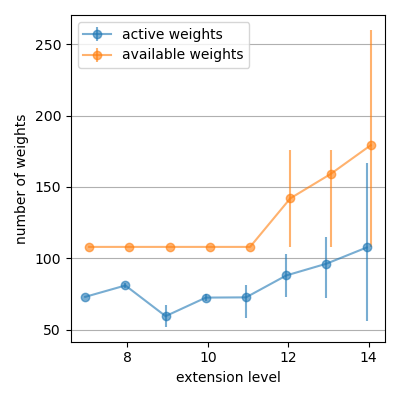 active weights
available weights
250
200
150
100
50
number of weights
8
10
12
14
extension level